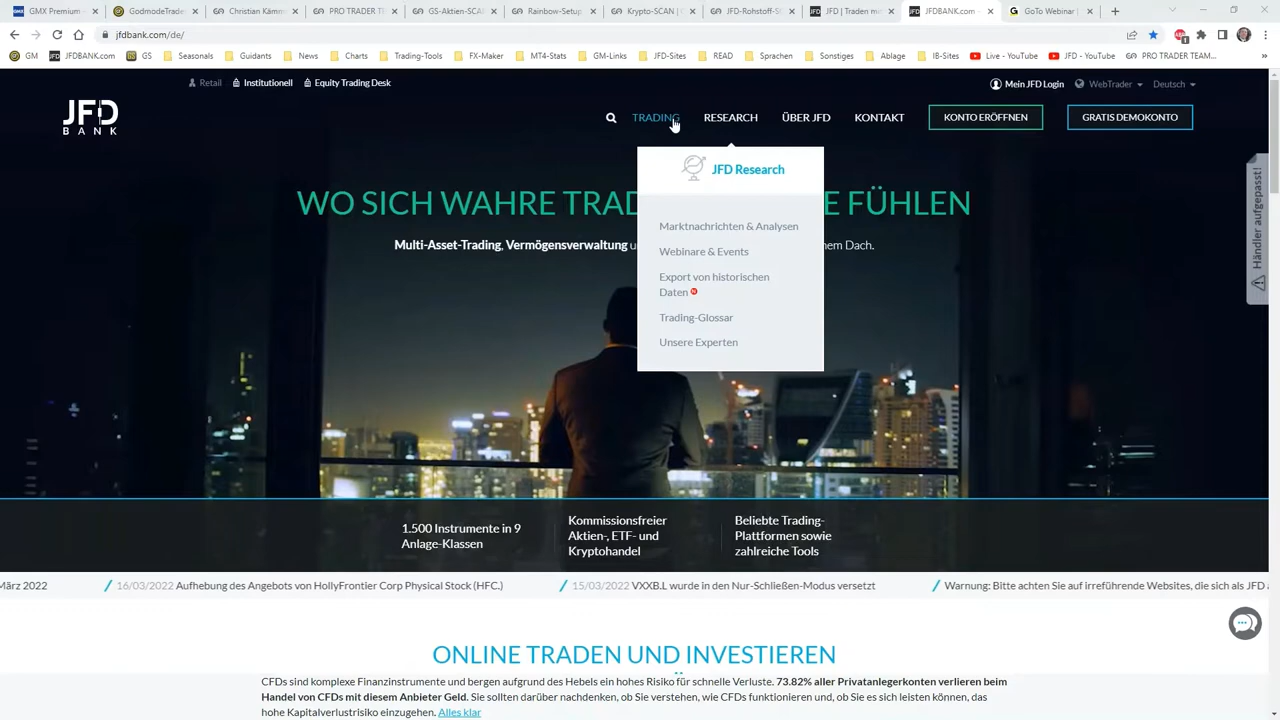 GMX Premium -
GodmodeTrade
Christian Kämm
PRO TRADER T
GS-Aktien-SCA
Rainbow-Setup
Krypto-SCAN | G
JFD-Rohstoff-S
JFD | Traden mi
JFDBANK.com -
GoTo Webinar |
jfdbank.com/de/
GM
JFDBANK.com
GS
Seasonals
Guidants
News
Charts
Trading-Tools
FX-Maker
MT4-Stats
GM-Links
JFD-Sites
READ
Sprachen
Sonstiges
Ablage
IB-Sites
Live - YouTube
JFD - YouTube
PRO TRADER TEAM...
Retail
Institutionell
Equity Trading Desk
Mein JFD Login
WebTrader
Deutsch
JFD
BANK
TRADING
RESEARCH
ÜBER JFD
KONTAKT
KONTO ERÖFFNEN
GRATIS DEMOKONTO
JFD Research
Marktnachrichten & Analysen
Webinare & Events
Export von historischen
Daten N
Trading-Glossar
Unsere Experten
WO SICH WAHRE TRAD E FÜHLEN
Multi-Asset-Trading, Vermögensverwaltung u nem Dach.
Händler aufgepasst!
1.500 Instrumente in 9
Anlage-Klassen
Kommissionsfreier
Aktien-, ETF- und
Kryptohandel
Beliebte Trading-
Plattformen sowie
zahlreiche Tools
März 2022
16/03/2022 Aufhebung des Angebots von HollyFrontier Corp Physical Stock (HFC.)
15/03/2022 VXXB.L wurde in den Nur-Schließen-Modus versetzt
Warnung: Bitte achten Sie auf irreführende Websites, die sich als JFD a
ONLINE TRADEN UND INVESTIEREN
CFDs sind komplexe Finanzinstrumente und bergen aufgrund des Hebels ein hohes Risiko für schnelle Verluste. 73.82% aller Privatanlegerkonten verlieren beim
Handel von CFDs mit diesem Anbieter Geld. Sie sollten darüber nachdenken, ob Sie verstehen, wie CFDs funktionieren und, ob Sie es sich leisten können, das
hohe Kapitalverlustrisiko einzugehen. Alles klar